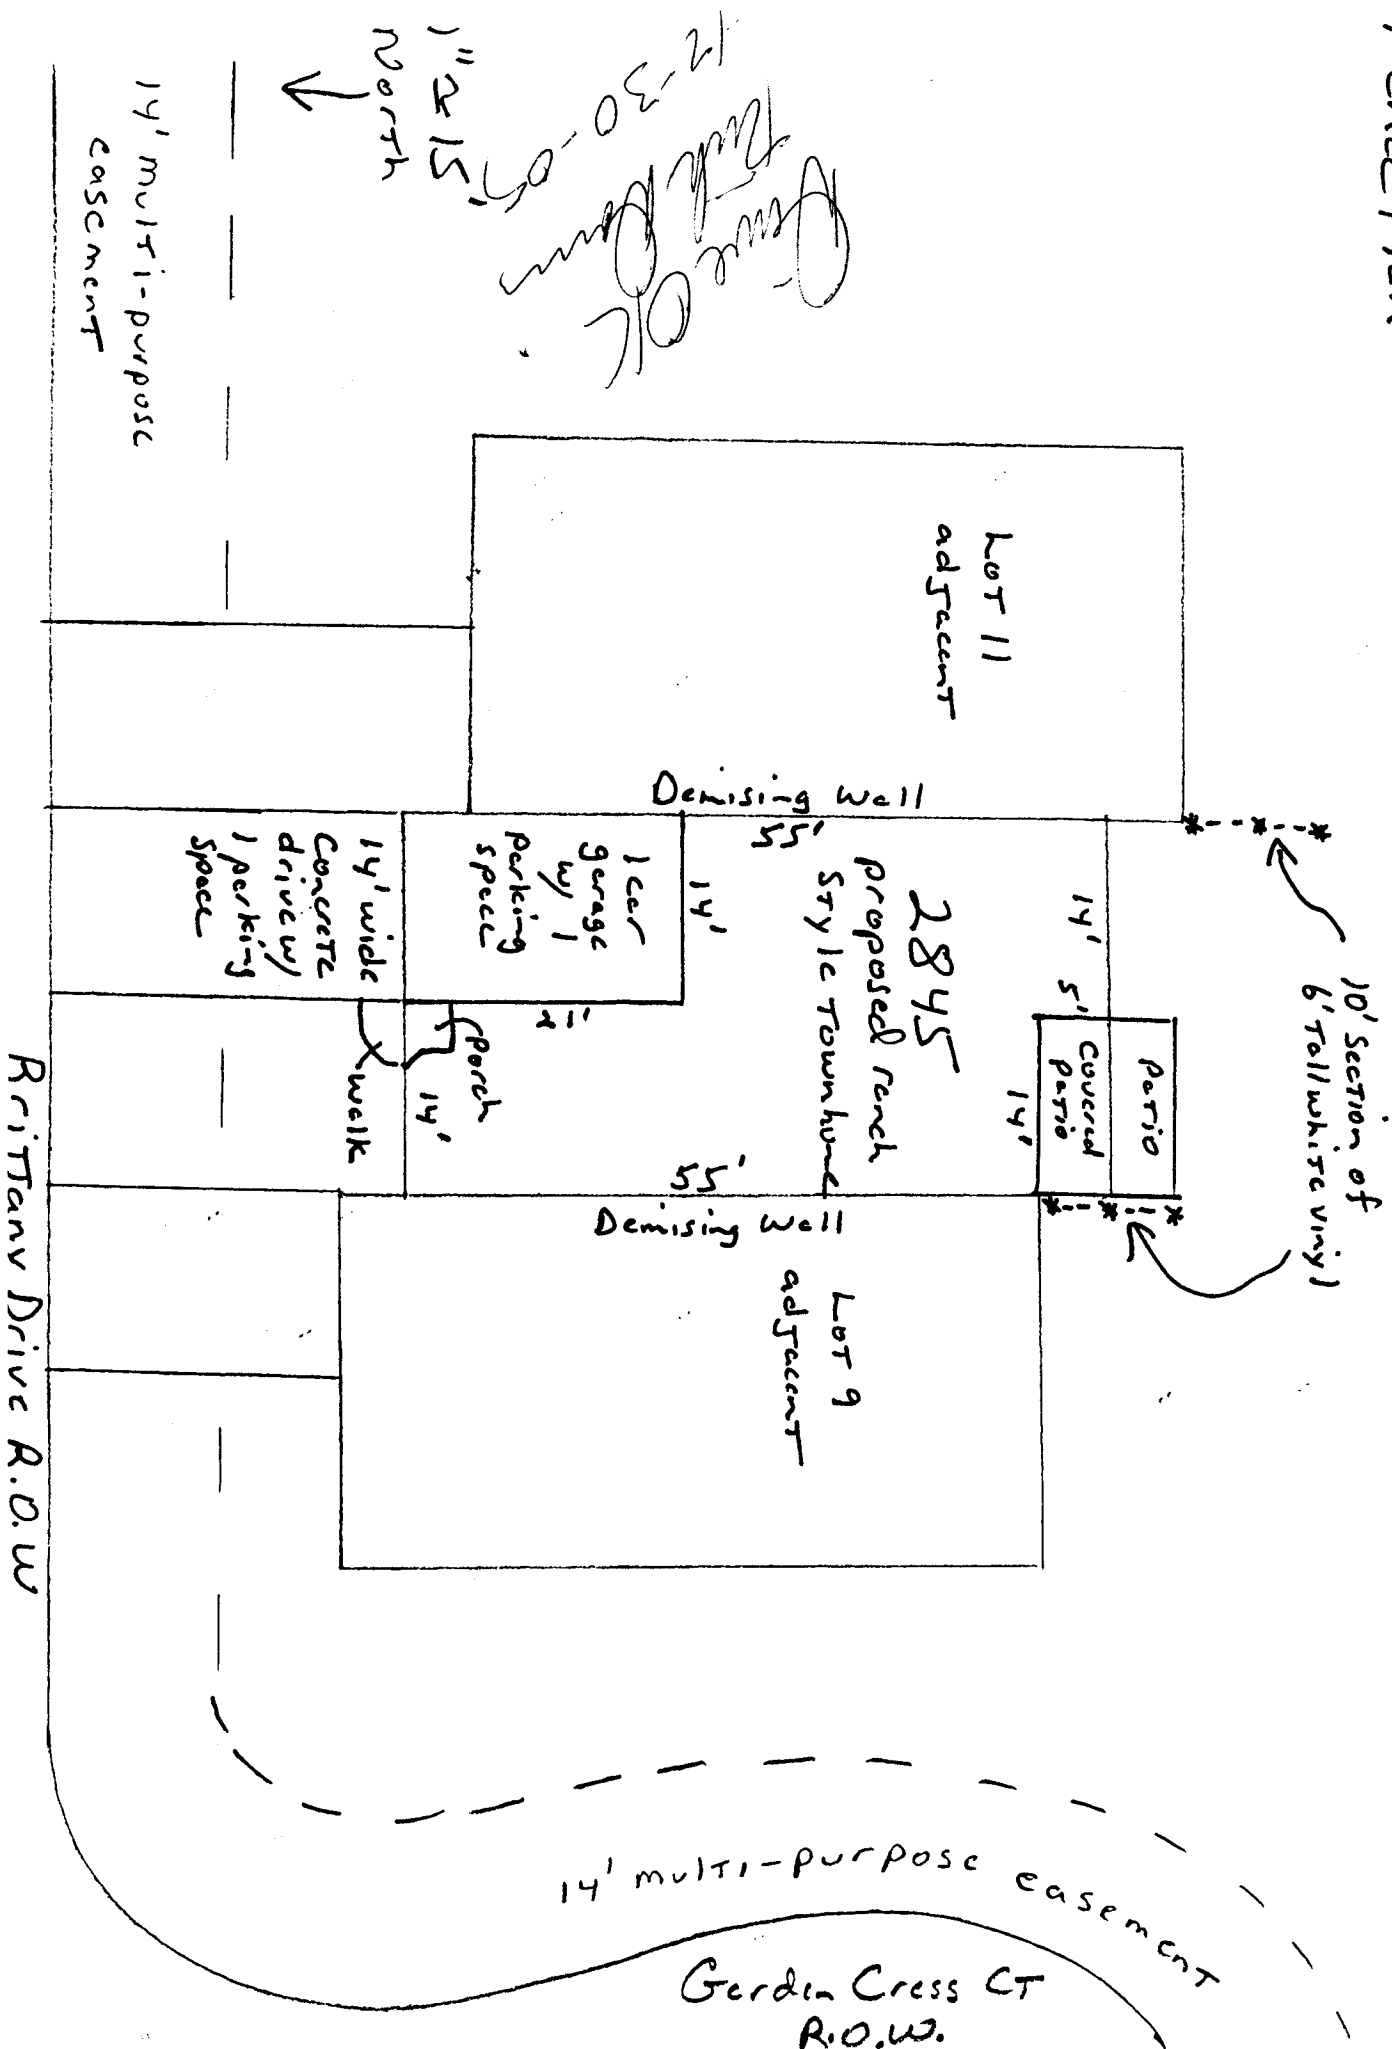 1" = 15'
North
12-30-05
OK
14' multi-purpose
easement
Lot 11
adjacent
Demising Wall
55'
10' Section of
6' Tall white vinyl
14'
5'
Patio
Covered
patio
14'
2845
proposed ranch
Style Townhome
14'
1 car
garage
w/ 1
parking
space
21'
14' wide
Concrete
drive w/
1 parking
space
porch
14'
walk
55'
Demising Wall
Lot 9
adjacent
Brittany Drive R.O.W
14' multi-purpose easement
Garden Cress CT
R.O.W.